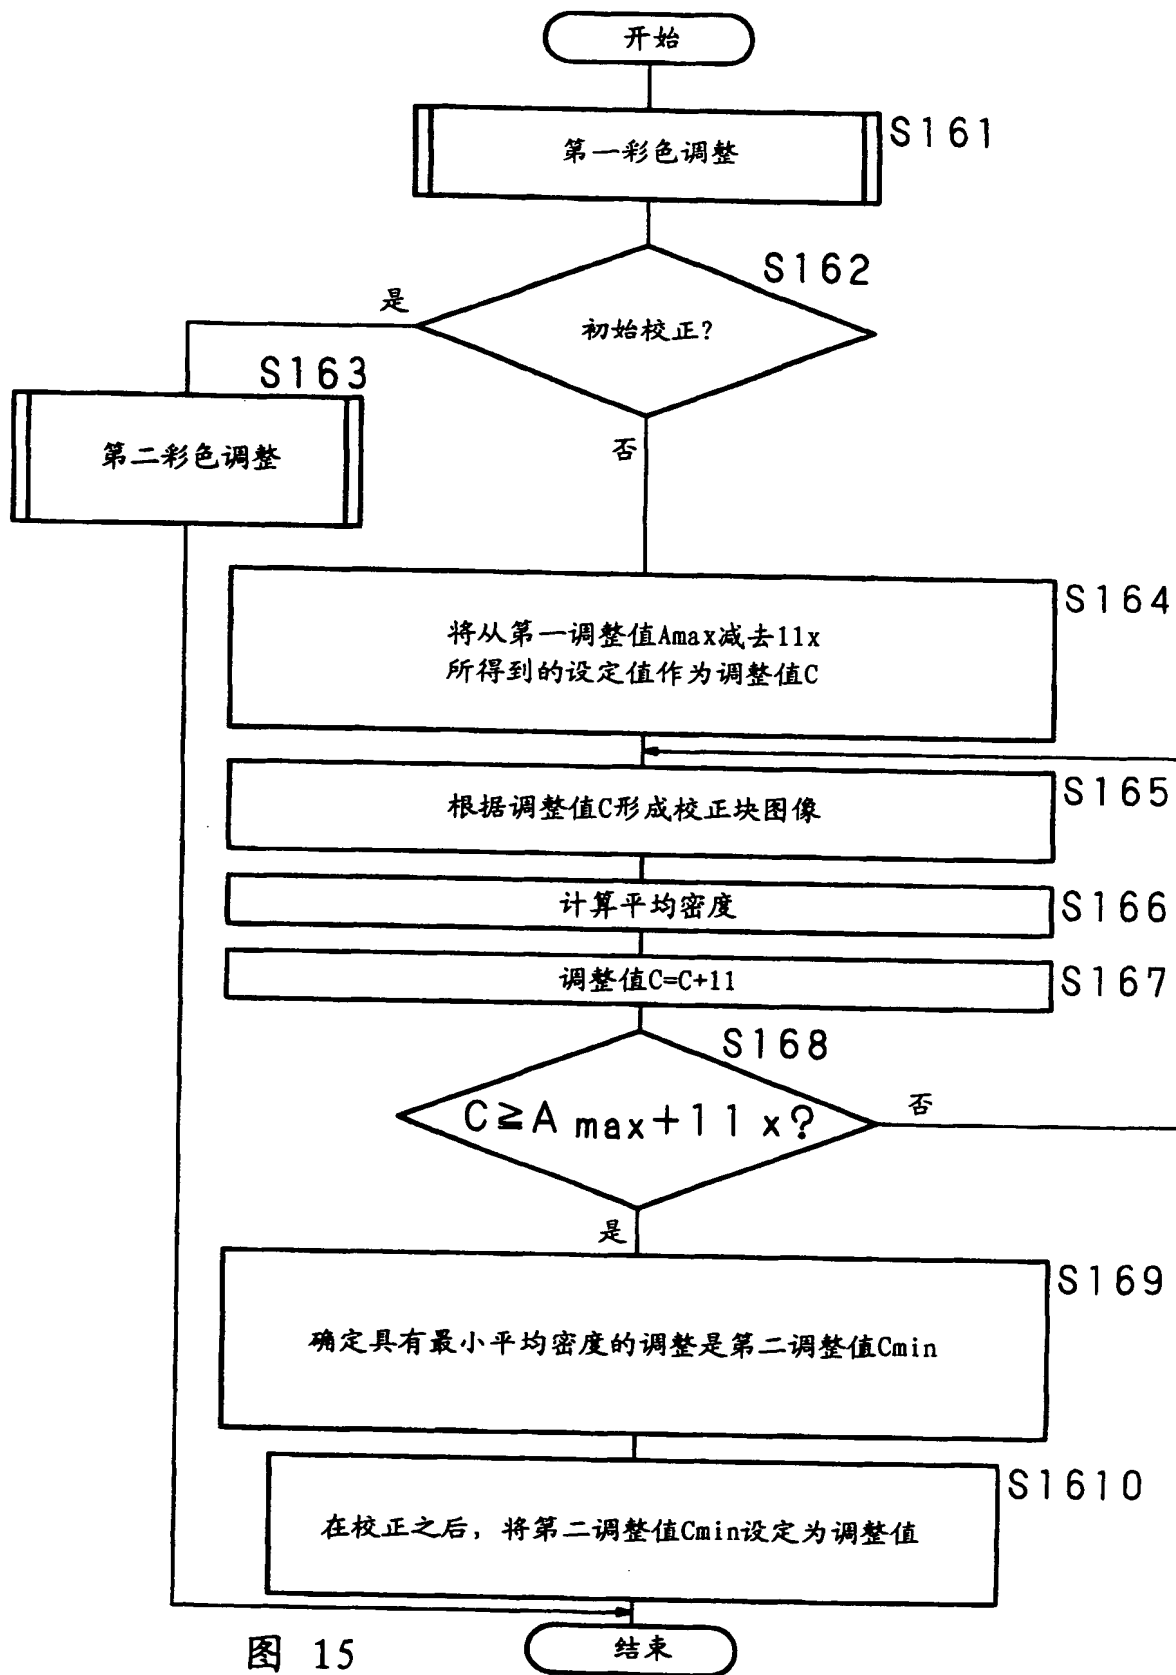 开始
第一彩色调整
S161
S162
是
初始校正?
S163
第二彩色调整
否
S164
将从第一调整值Amax减去11x
所得到的设定值作为调整值C
S165
根据调整值C形成校正块图像
计算平均密度
S166
调整值C=C+11
S167
S168
C≧A max+11x?
否
是
S169
确定具有最小平均密度的调整是第二调整值Cmin
S1610
在校正之后，将第二调整值Cmin设定为调整值
图 15
结束